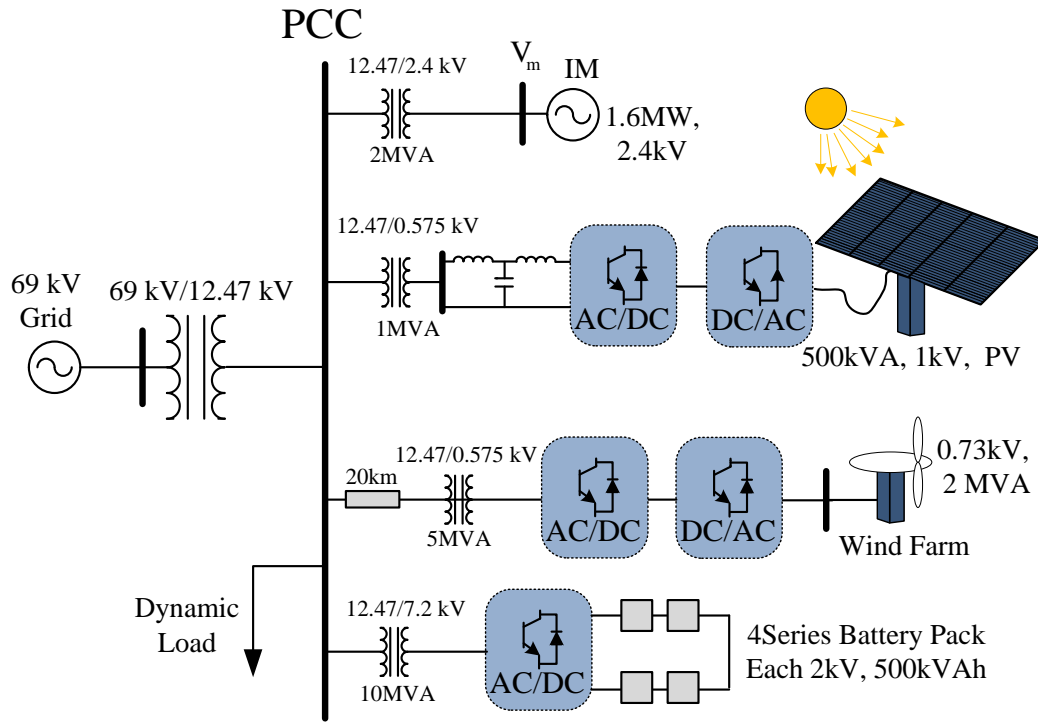 PCC
12.47/2.4 kV
2MVA
Vm
IM
1.6MW,
2.4kV
12.47/0.575 kV
1MVA
AC/DC
DC/AC
500kVA, 1kV, PV
69 kV
Grid
69 kV/12.47 kV
20km
12.47/0.575 kV
5MVA
AC/DC
DC/AC
0.73kV,
2 MVA
Wind Farm
Dynamic
Load
12.47/7.2 kV
10MVA
AC/DC
4Series Battery Pack
Each 2kV, 500kVAh